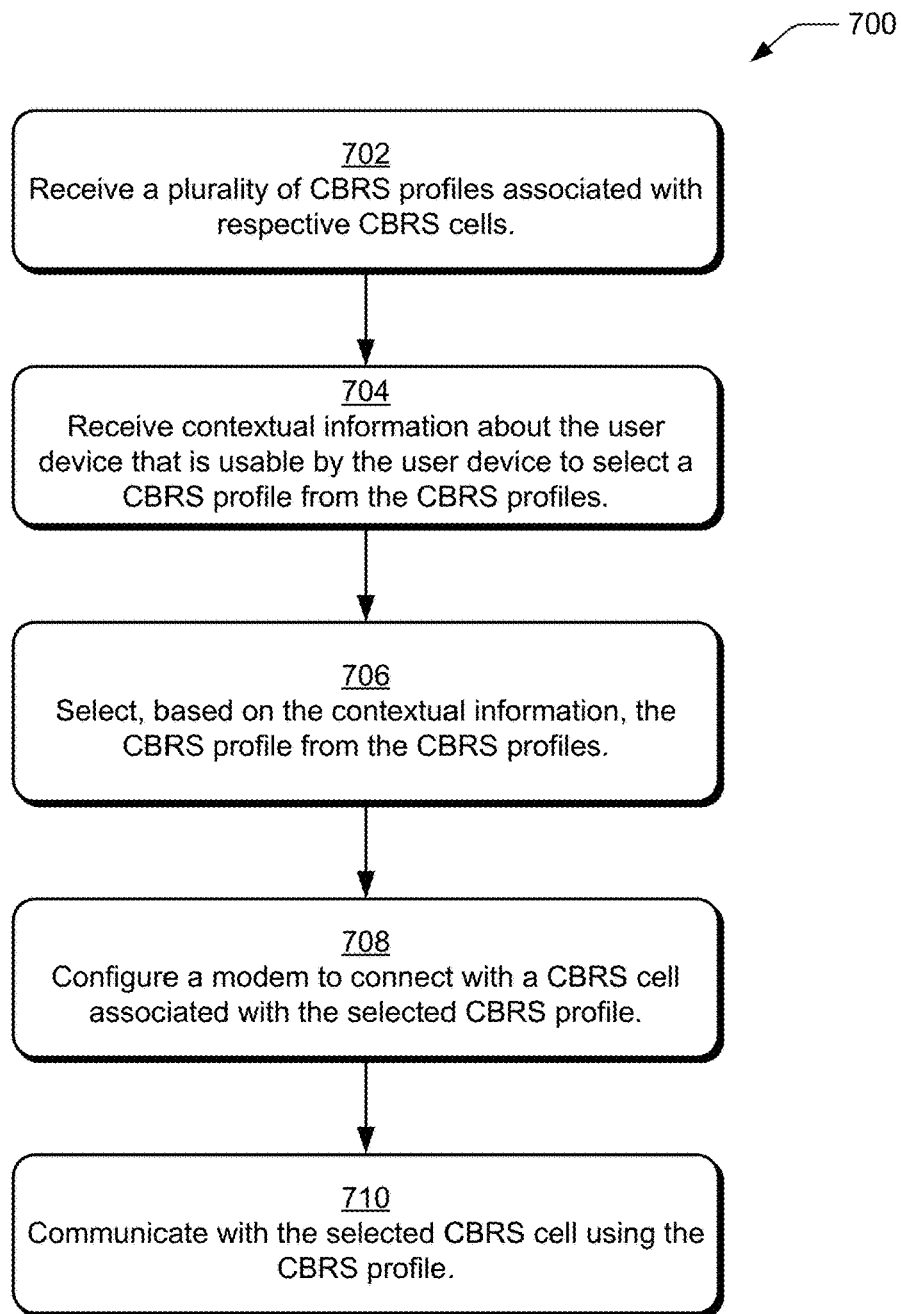 700
702
Receive a plurality of CBRS profiles associated with
respective CBRS cells.
704
Receive contextual information about the user
device that is usable by the user device to select a
CBRS profile from the CBRS profiles.
706
Select, based on the contextual information, the
CBRS profile from the CBRS profiles.
708
Configure a modem to connect with a CBRS cell
associated with the selected CBRS profile.
710
Communicate with the selected CBRS cell using the
CBRS profile.